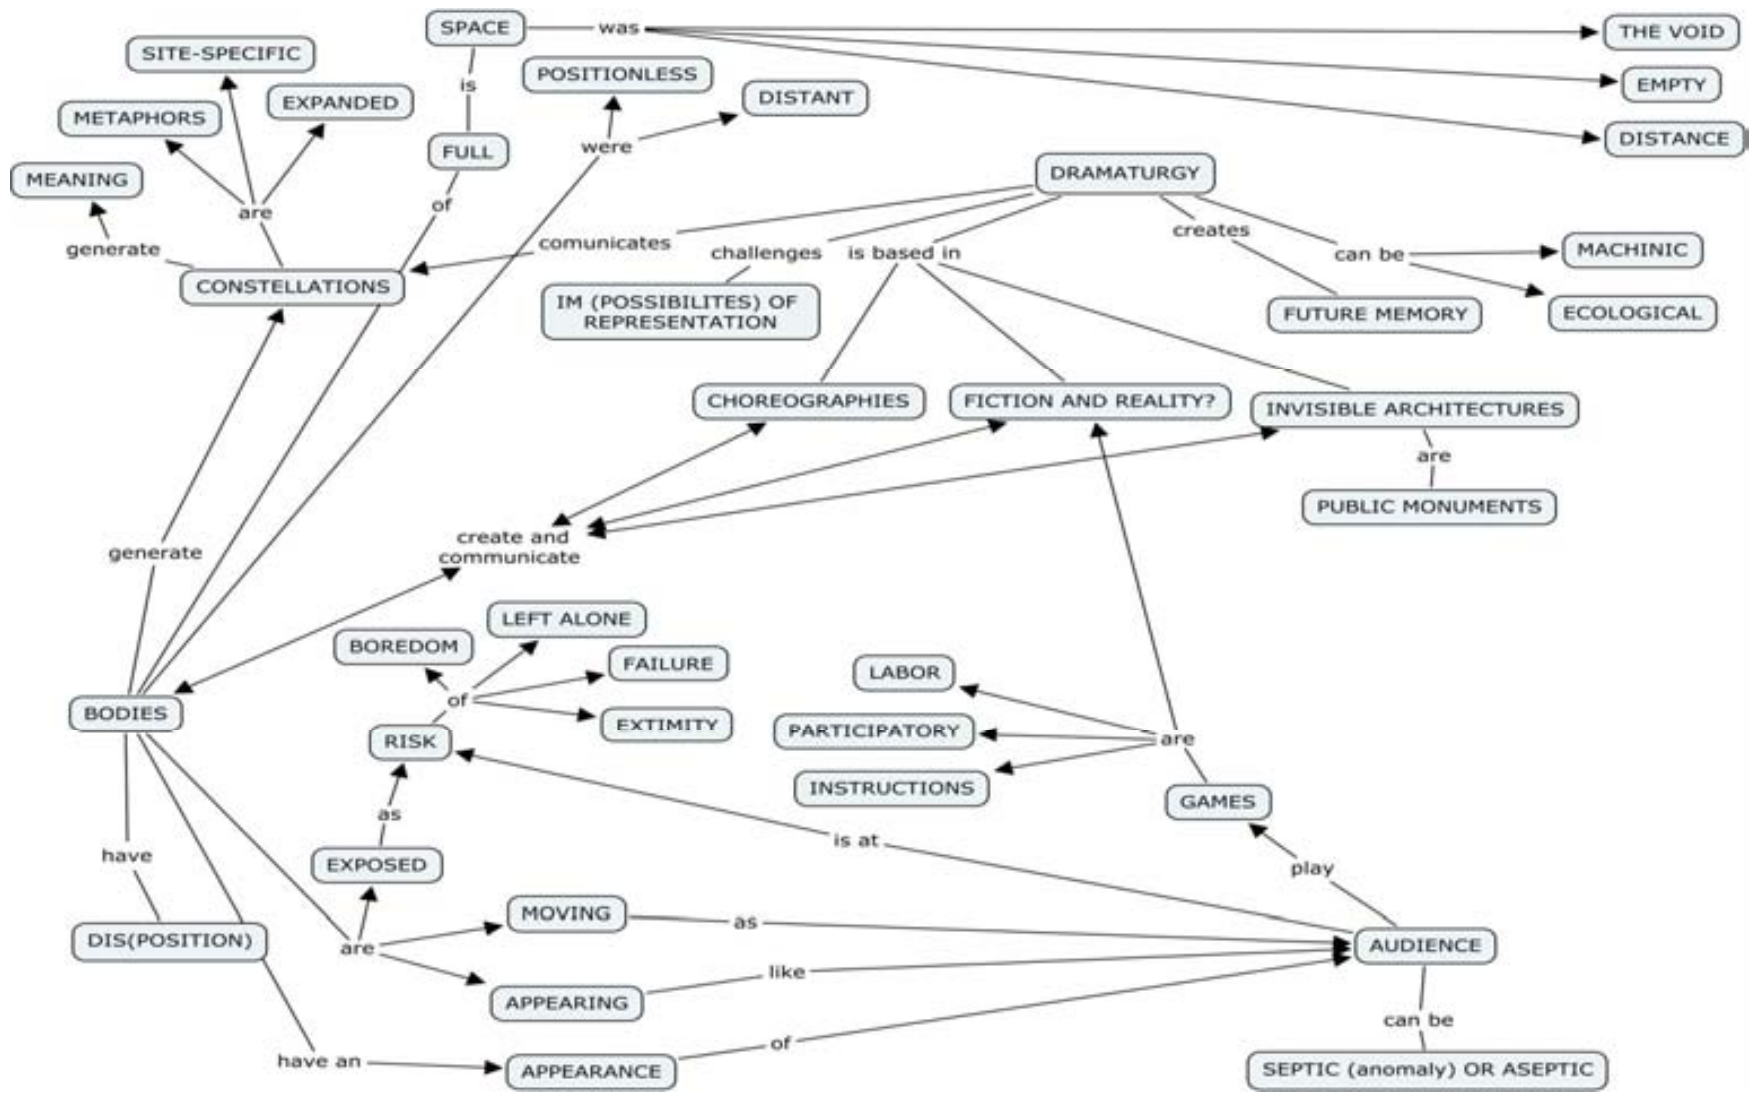 SPACE
was
THE VOID
SITE-SPECIFIC
POSITIONLESS
is
EMPTY
EXPANDED
DISTANT
METAPHORS
were
DISTANCE
FULL
MEANING
DRAMATURGY
are
of
generate
comunicates
challenges
is based in
creates
can be
MACHINIC
CONSTELLATIONS
IM (POSSIBILITES) OF
REPRESENTATION
FUTURE MEMORY
ECOLOGICAL
CHOREOGRAPHIES
FICTION AND REALITY?
INVISIBLE ARCHITECTURES
are
PUBLIC MONUMENTS
generate
create and
communicate
LEFT ALONE
BOREDOM
FAILURE
LABOR
of
BODIES
EXTIMITY
RISK
PARTICIPATORY
are
INSTRUCTIONS
GAMES
as
is at
have
EXPOSED
play
MOVING
as
DIS(POSITION)
are
AUDIENCE
like
APPEARING
can be
of
have an
APPEARANCE
SEPTIC (anomaly) OR ASEPTIC